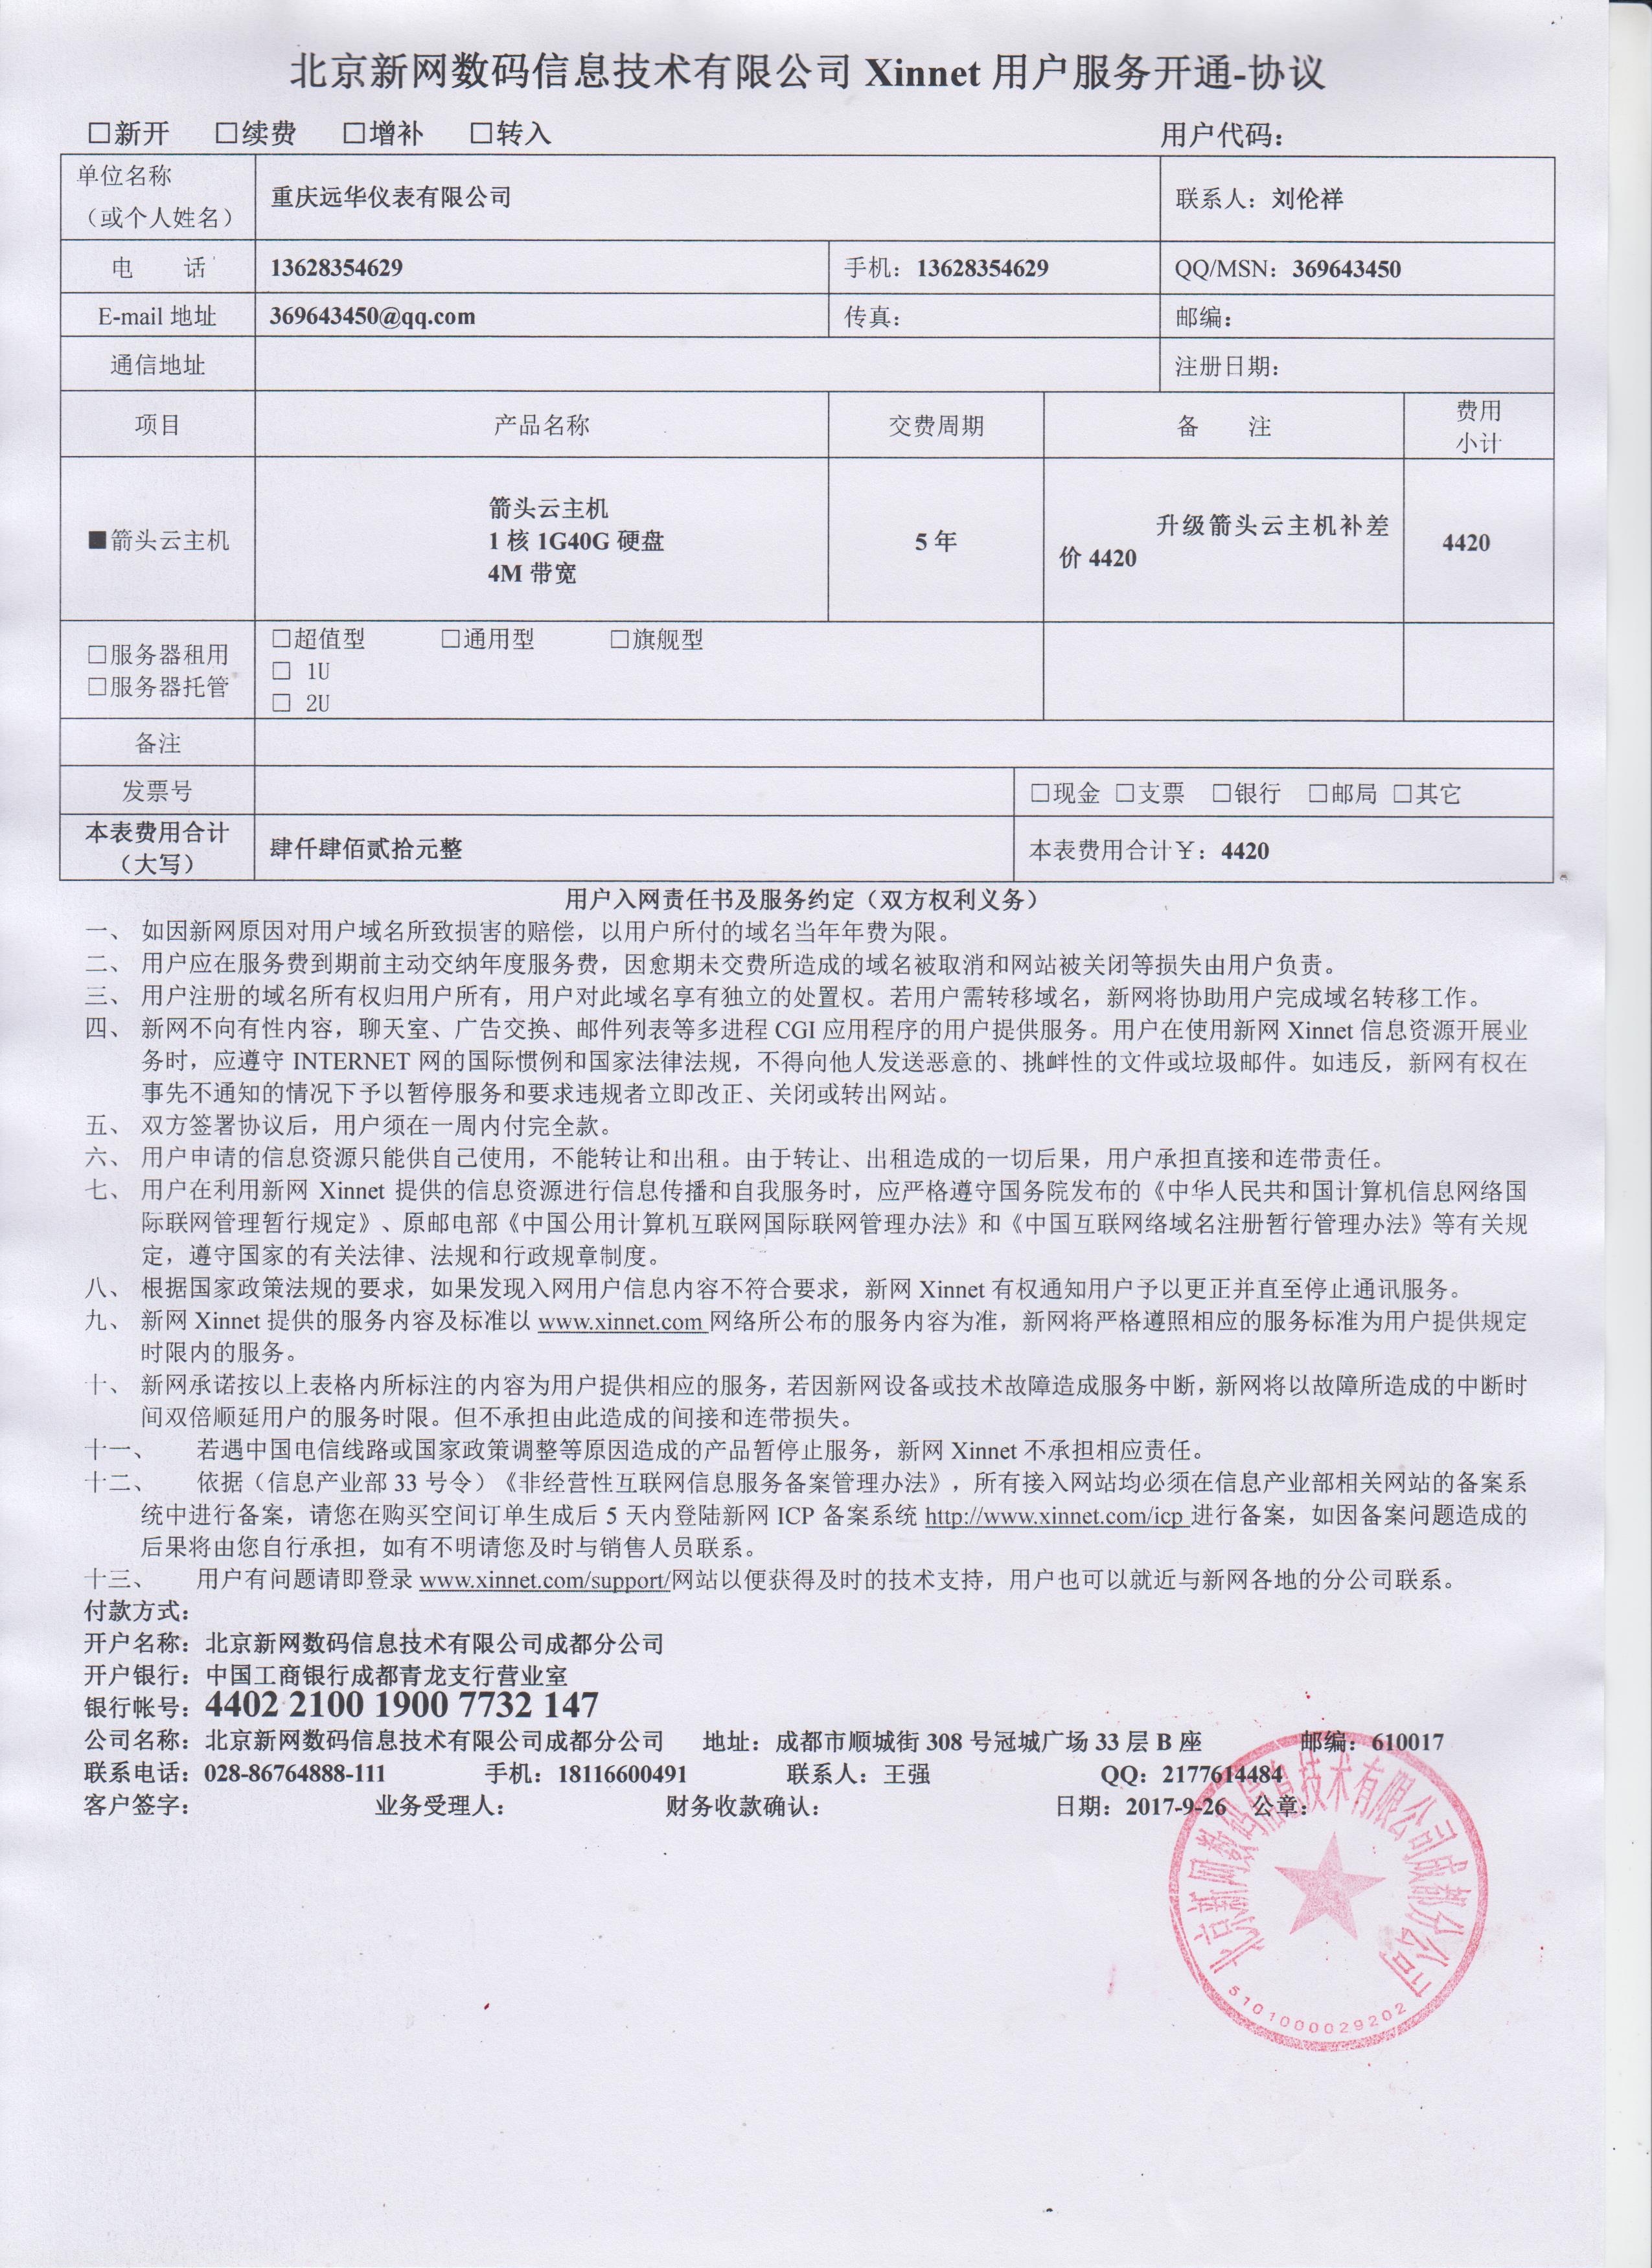 北京新网数码信息技术有限公司 Xinnet 用户服务开通-协议
□新开 □续费 □增补 □转入 用户代码：
单位名称
（或个人姓名） 重庆远华仪表有限公司 联系人：刘伦祥
电 话 13628354629 手机：13628354629 QQ/MSN：369643450
E-mail 地址 369643450@qq.com 传真： 邮编：
通信地址 注册日期：
项目 产品名称 交费周期 备 注 费用
小计
■箭头云主机 箭头云主机
1 核 1G40G 硬盘
4M 带宽
5 年 升级箭头云主机补差
价 4420 4420
□服务器租用
□服务器托管
□超值型 □通用型 □旗舰型
□ 1U
□ 2U
备注
发票号 □现金 □支票 □银行 □邮局 □其它
本表费用合计
（大写） 肆仟肆佰贰拾元整 本表费用合计￥：4420
用户入网责任书及服务约定（双方权利义务）
一、 如因新网原因对用户域名所致损害的赔偿，以用户所付的域名当年年费为限。
二、 用户应在服务费到期前主动交纳年度服务费，因愈期未交费所造成的域名被取消和网站被关闭等损失由用户负责。
三、 用户注册的域名所有权归用户所有，用户对此域名享有独立的处置权。若用户需转移域名，新网将协助用户完成域名转移工作。
四、 新网不向有性内容，聊天室、广告交换、邮件列表等多进程 CGI 应用程序的用户提供服务。用户在使用新网 Xinnet 信息资源开展业
务时，应遵守 INTERNET 网的国际惯例和国家法律法规，不得向他人发送恶意的、挑衅性的文件或垃圾邮件。如违反，新网有权在
事先不通知的情况下予以暂停服务和要求违规者立即改正、关闭或转出网站。
五、 双方签署协议后，用户须在一周内付完全款。
六、 用户申请的信息资源只能供自己使用，不能转让和出租。由于转让、出租造成的一切后果，用户承担直接和连带责任。
七、 用户在利用新网 Xinnet 提供的信息资源进行信息传播和自我服务时，应严格遵守国务院发布的《中华人民共和国计算机信息网络国
际联网管理暂行规定》、原邮电部《中国公用计算机互联网国际联网管理办法》和《中国互联网络域名注册暂行管理办法》等有关规
定，遵守国家的有关法律、法规和行政规章制度。
八、 根据国家政策法规的要求，如果发现入网用户信息内容不符合要求，新网 Xinnet 有权通知用户予以更正并直至停止通讯服务。
九、 新网 Xinnet 提供的服务内容及标准以 www.xinnet.com 网络所公布的服务内容为准，新网将严格遵照相应的服务标准为用户提供规定
时限内的服务。
十、 新网承诺按以上表格内所标注的内容为用户提供相应的服务，若因新网设备或技术故障造成服务中断，新网将以故障所造成的中断时
间双倍顺延用户的服务时限。但不承担由此造成的间接和连带损失。
十一、 若遇中国电信线路或国家政策调整等原因造成的产品暂停止服务，新网 Xinnet 不承担相应责任。
十二、 依据（信息产业部 33 号令）《非经营性互联网信息服务备案管理办法》，所有接入网站均必须在信息产业部相关网站的备案系
统中进行备案，请您在购买空间订单生成后 5 天内登陆新网 ICP 备案系统 http://www.xinnet.com/icp 进行备案，如因备案问题造成的
后果将由您自行承担，如有不明请您及时与销售人员联系。
十三、 用户有问题请即登录 www.xinnet.com/support/网站以便获得及时的技术支持，用户也可以就近与新网各地的分公司联系。
付款方式：
开户名称：北京新网数码信息技术有限公司成都分公司
开户银行：中国工商银行成都青龙支行营业室
银行帐号：4402 2100 1900 7732 147
公司名称：北京新网数码信息技术有限公司成都分公司 地址：成都市顺城街 308 号冠城广场 33 层 B 座 邮编：610017
联系电话：028-86764888-111 手机：18116600491 联系人：王强 QQ：2177614484
客户签字： 业务受理人： 财务收款确认： 日期：2017-9-26 公章：
北京新网数码信息技术有限公司成都分公司
5101000029202